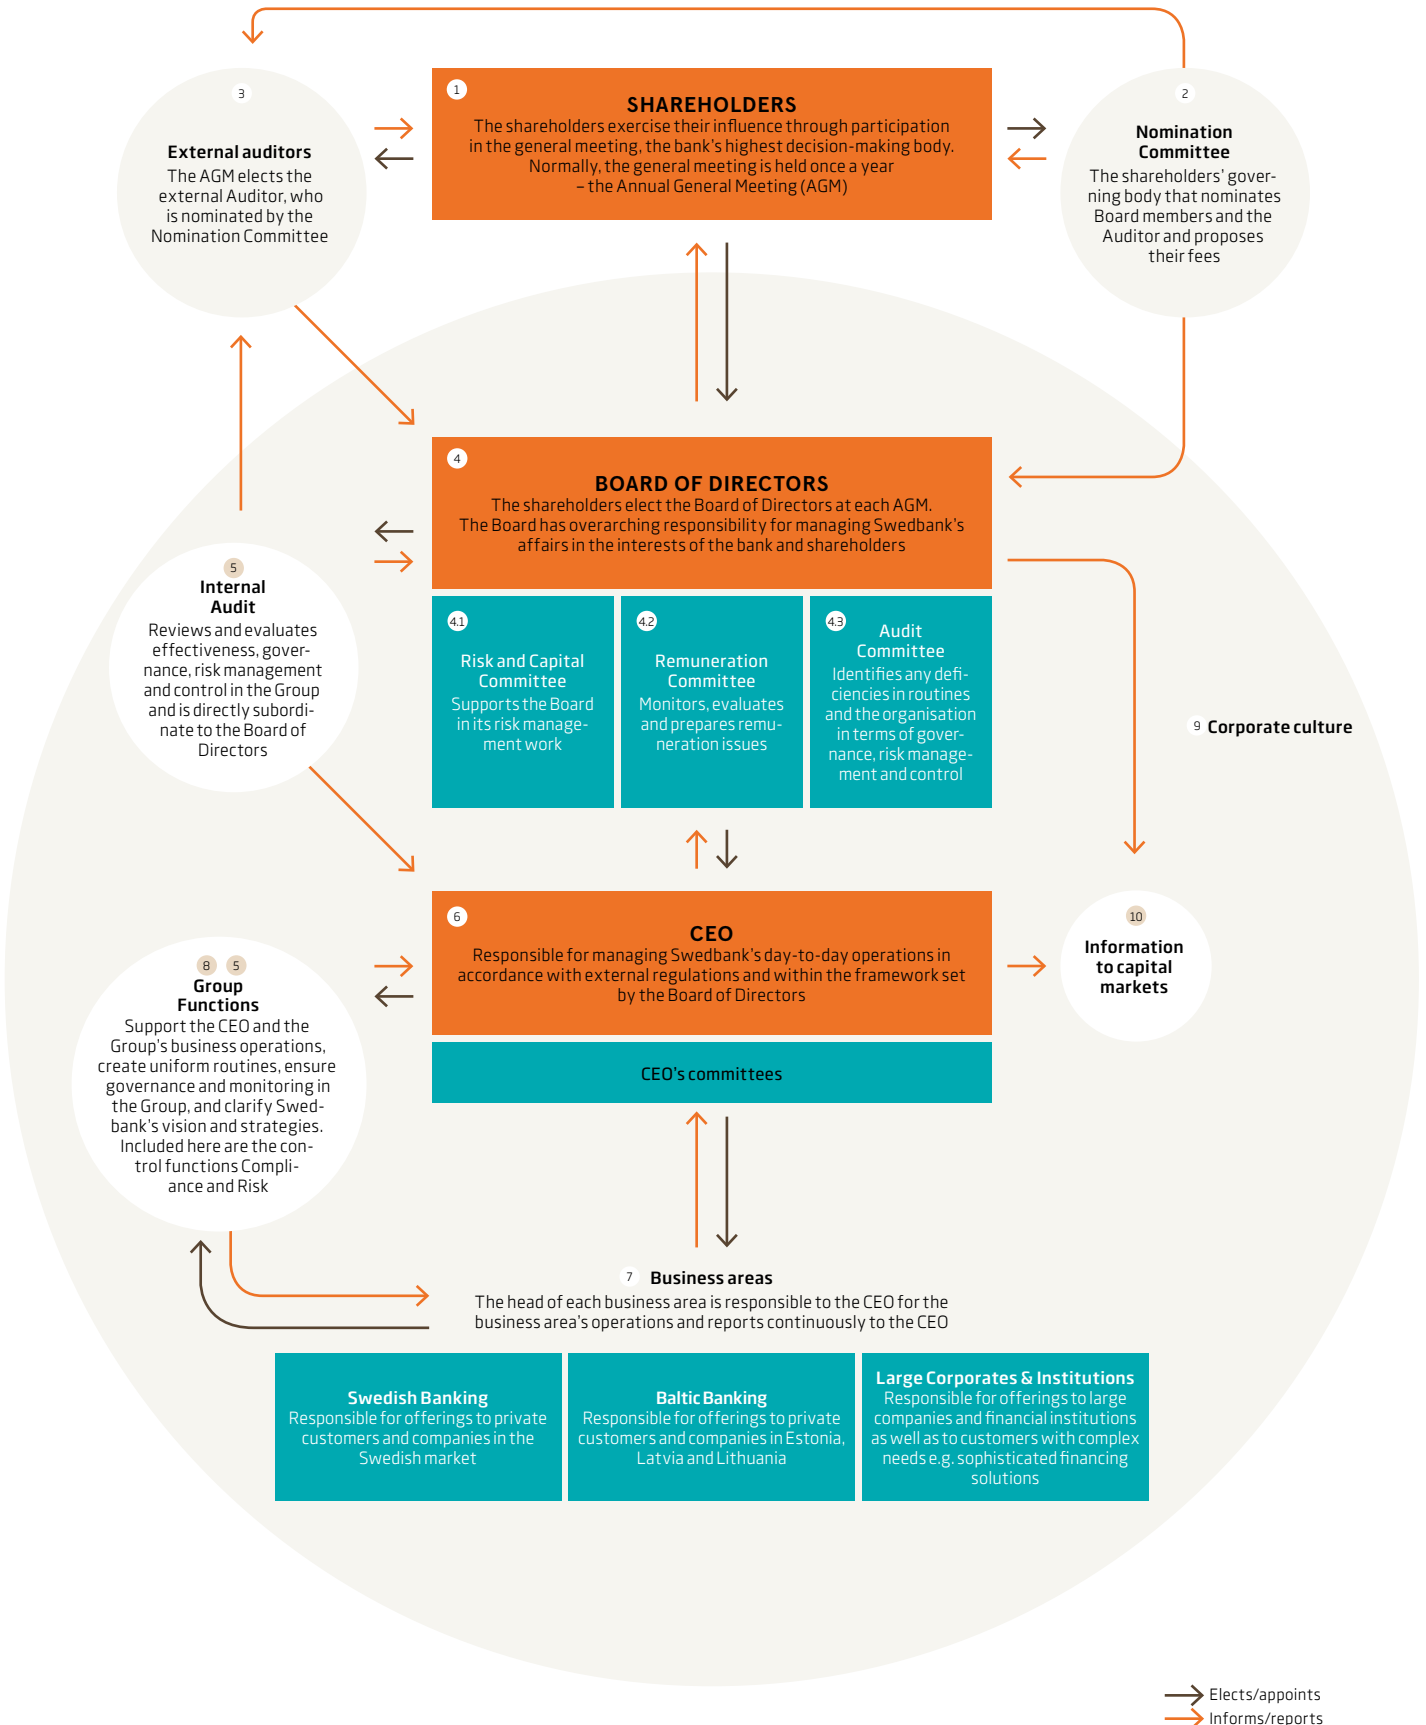 1
SHAREHOLDERS
The shareholders exercise their influence through participation
in the general meeting, the bank's highest decision-making body.
Normally, the general meeting is held once a year
– the Annual General Meeting (AGM)
3
External auditors
The AGM elects the
external Auditor, who
is nominated by the
Nomination Committee
2
Nomination
Committee
The shareholders' gover-
ning body that nominates
Board members and the
Auditor and proposes
their fees
4
BOARD OF DIRECTORS
The shareholders elect the Board of Directors at each AGM.
The Board has overarching responsibility for managing Swedbank's
affairs in the interests of the bank and shareholders
5
Internal
Audit
Reviews and evaluates
effectiveness, gover-
nance, risk management
and control in the Group
and is directly subordi-
nate to the Board of
Directors
4.1
Risk and Capital
Committee
Supports the Board
in its risk manage-
ment work
4.2
Remuneration
Committee
Monitors, evaluates
and prepares remu-
neration issues
4.3
Audit
Committee
Identifies any defi-
ciencies in routines
and the organisation
in terms of gover-
nance, risk manage-
ment and control
9 Corporate culture
6
CEO
Responsible for managing Swedbank's day-to-day operations in
accordance with external regulations and within the framework set
by the Board of Directors
CEO's committees
10
Information
to capital
markets
8 5
Group
Functions
Support the CEO and the
Group's business operations,
create uniform routines, ensure
governance and monitoring in
the Group, and clarify Swed-
bank's vision and strategies.
Included here are the con-
trol functions Compli-
ance and Risk
7 Business areas
The head of each business area is responsible to the CEO for the
business area's operations and reports continuously to the CEO
Swedish Banking
Responsible for offerings to private
customers and companies in the
Swedish market
Baltic Banking
Responsible for offerings to private
customers and companies in Estonia,
Latvia and Lithuania
Large Corporates & Institutions
Responsible for offerings to large
companies and financial institutions
as well as to customers with complex
needs e.g. sophisticated financing
solutions
Elects/appoints
Informs/reports